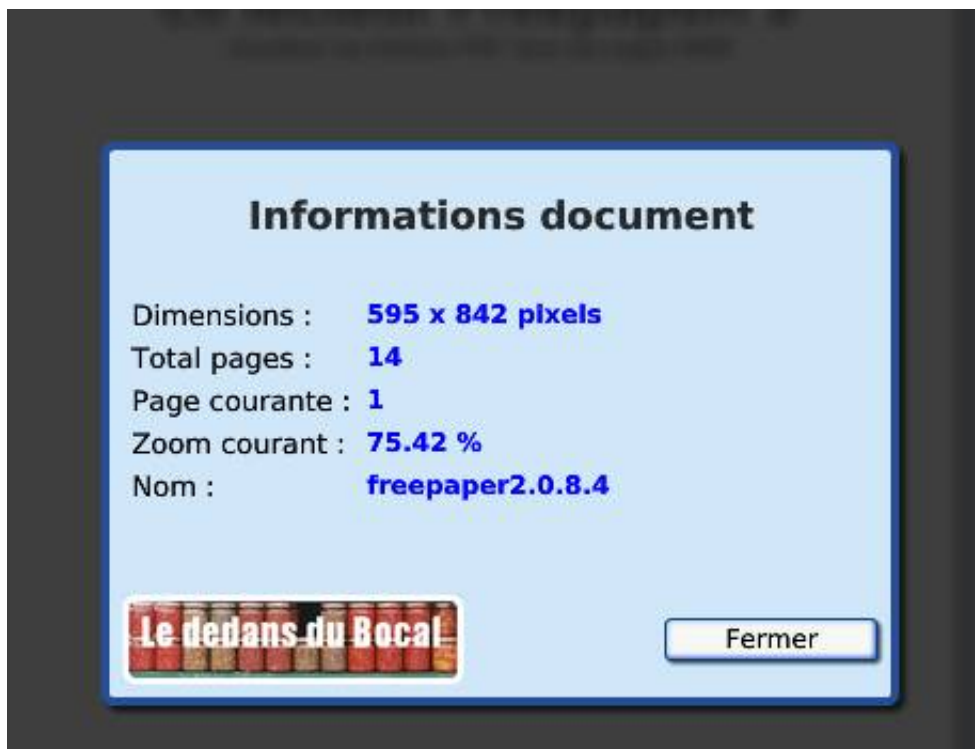 Informations document
Dimensions : 595 x 842 pixels
Total pages : 14
Page courante : 1
Zoom courant : 75.42 %
Nom : freepaper2.0.8.4
Le dedans du Bocal
Fermer